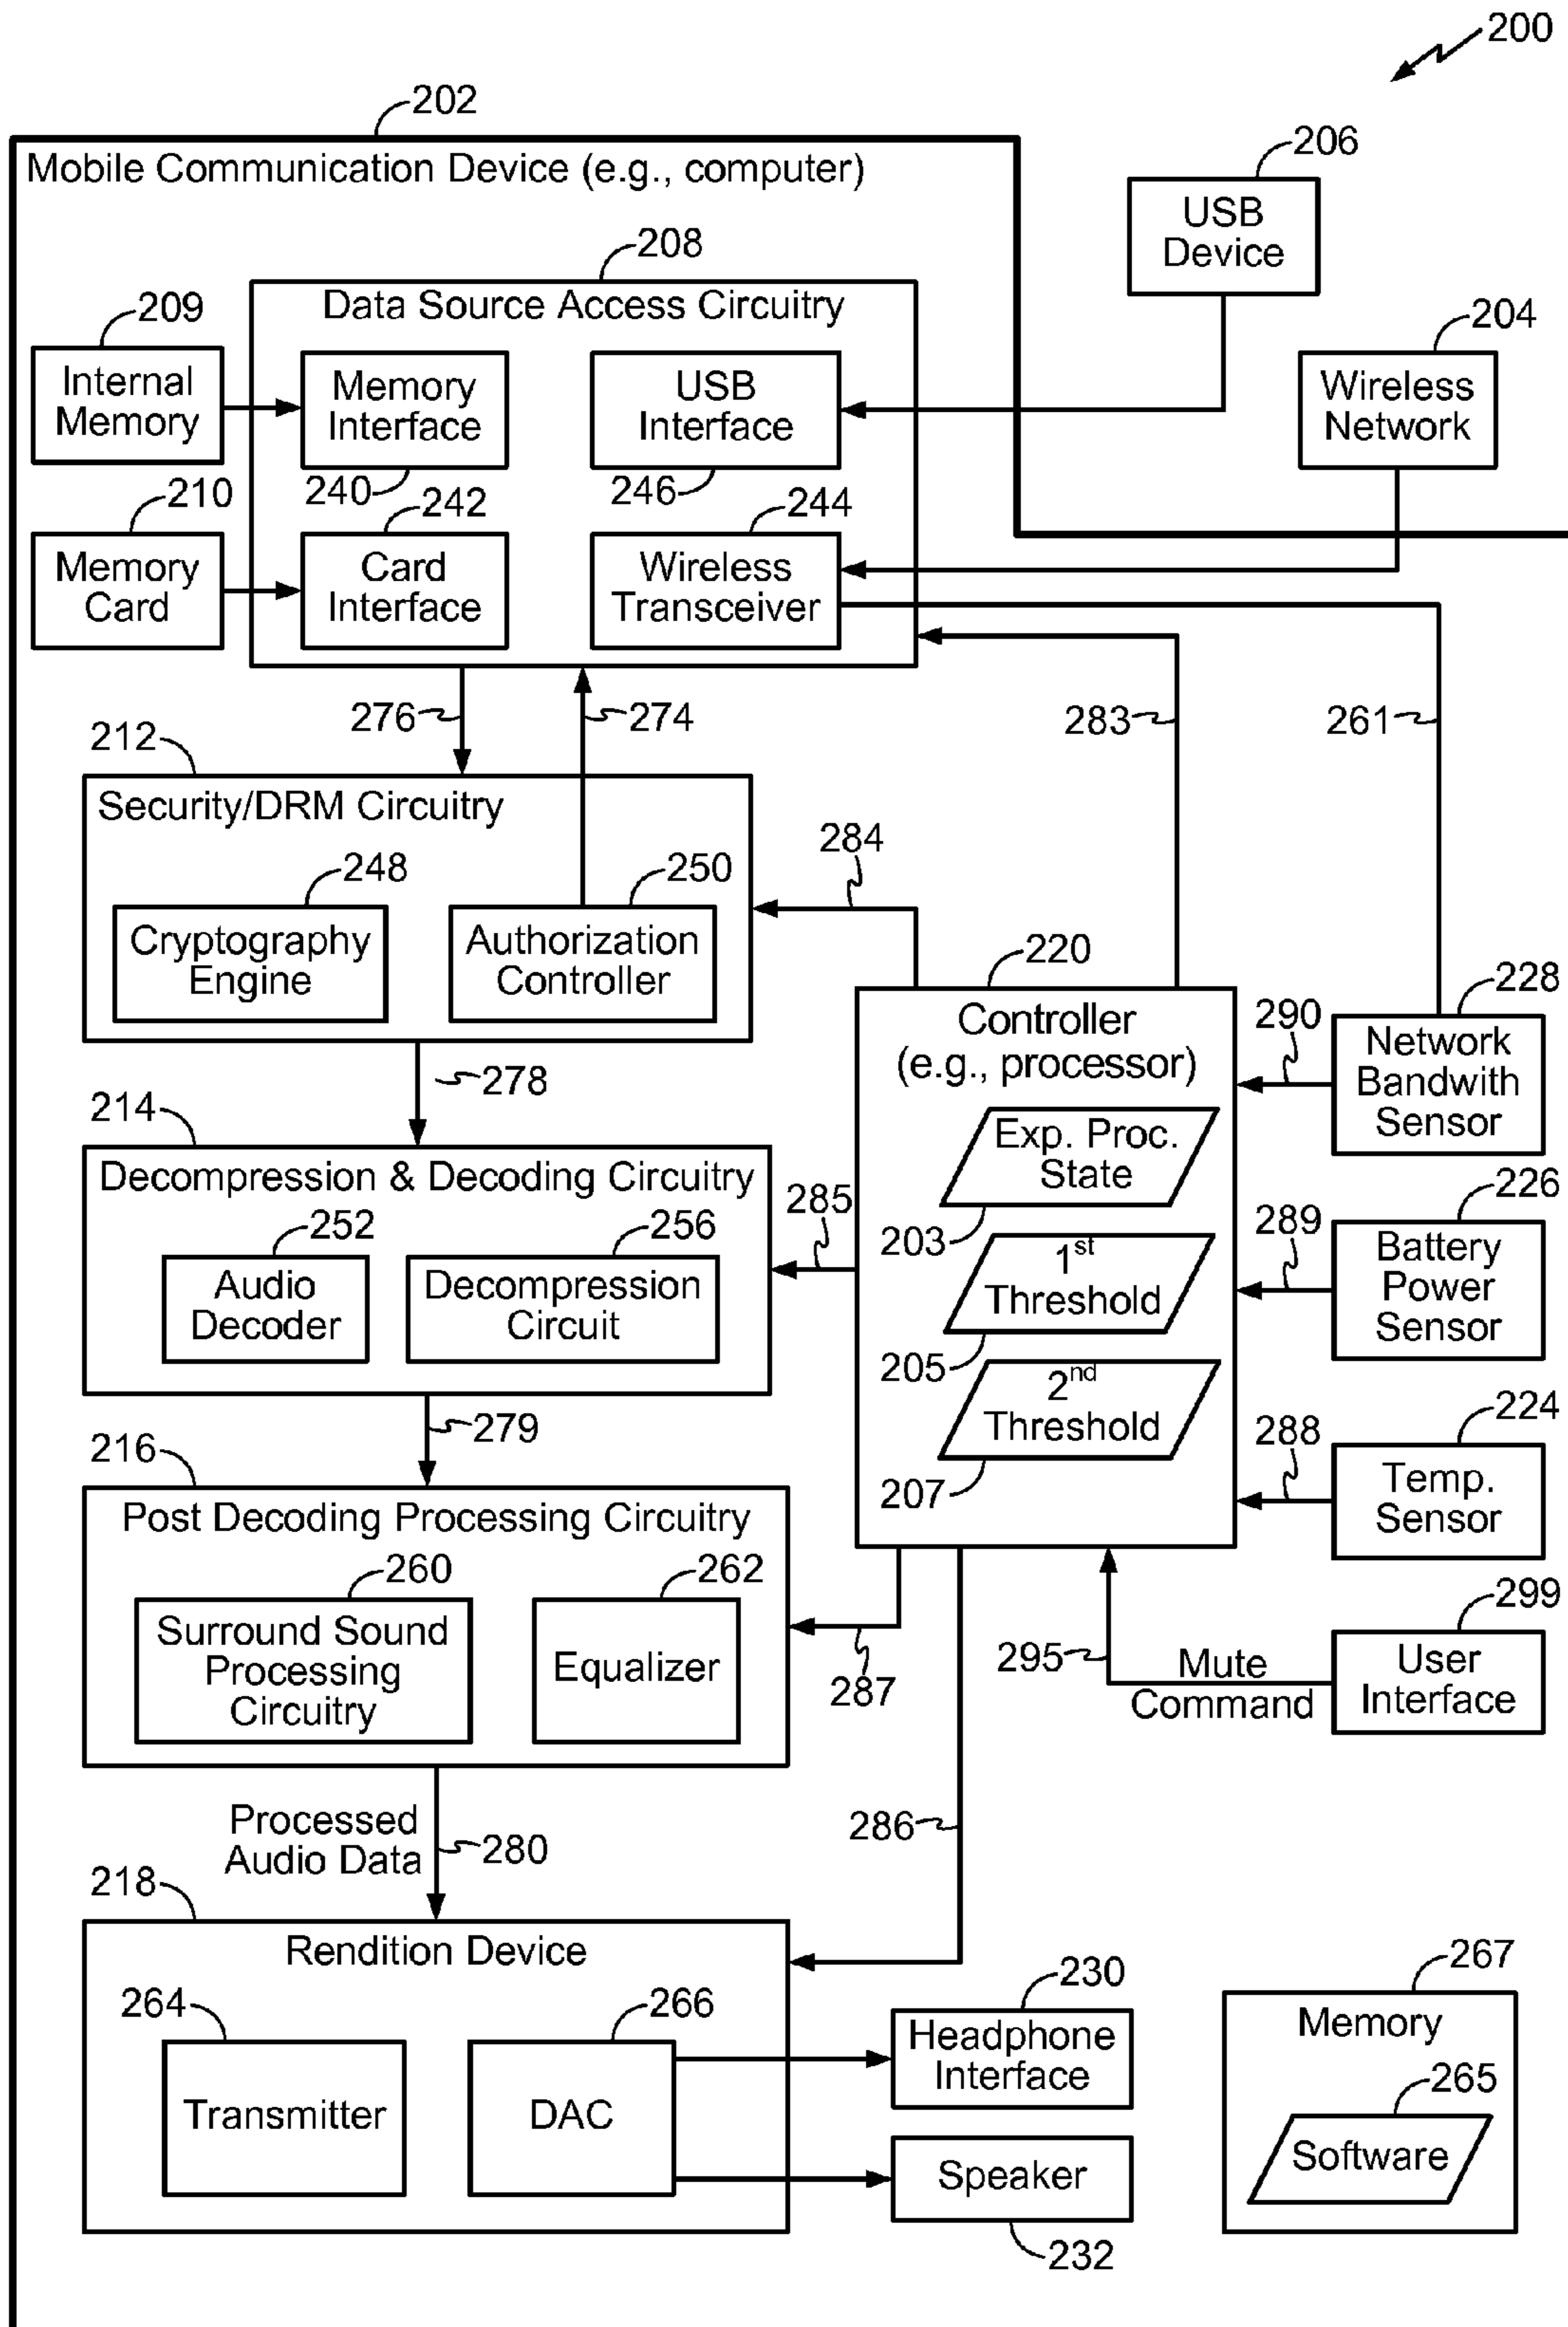 200
202
Mobile Communication Device (e.g., computer)
206
USB
Device
208
Data Source Access Circuitry
209
Internal
Memory
Memory
Interface
240
USB
Interface
246
204
Wireless
Network
210
Memory
Card
242
Card
Interface
244
Wireless
Transceiver
276
274
283
261
212
Security/DRM Circuitry
248
Cryptography
Engine
250
Authorization
Controller
284
220
Controller
(e.g., processor)
Exp. Proc.
State
203
1st
Threshold
205
2nd
Threshold
207
228
290
Network
Bandwith
Sensor
226
289
Battery
Power
Sensor
224
288
Temp.
Sensor
299
User
Interface
295
Mute
Command
278
214
Decompression & Decoding Circuitry
252
Audio
Decoder
256
Decompression
Circuit
285
279
216
Post Decoding Processing Circuitry
260
Surround Sound
Processing
Circuitry
262
Equalizer
287
286
Processed
Audio Data
280
218
Rendition Device
264
Transmitter
266
DAC
230
Headphone
Interface
Speaker
232
267
Memory
265
Software